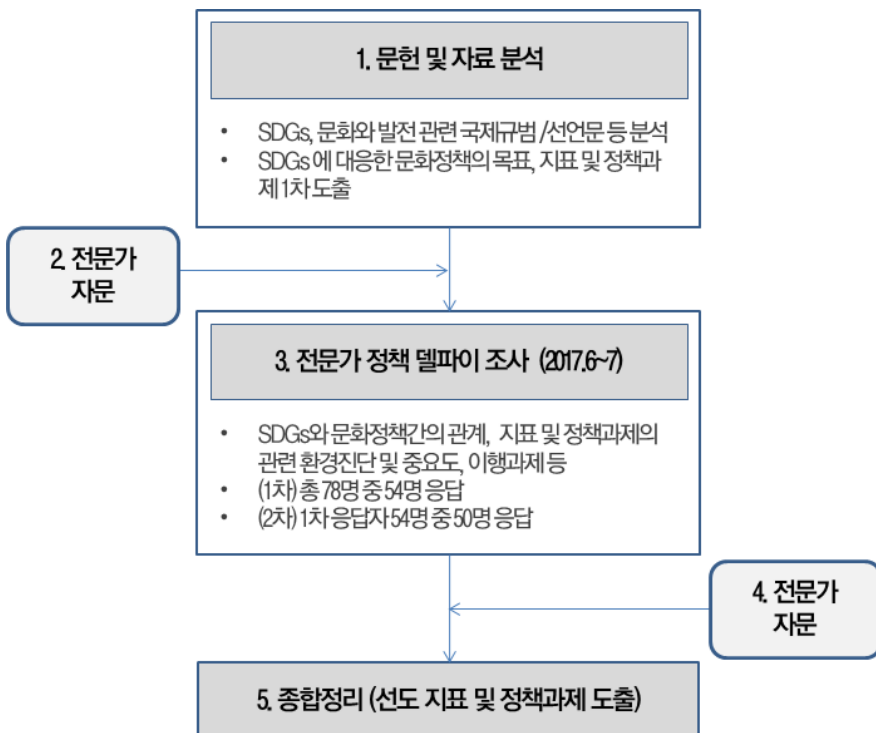 1. 문헌 및 자료 분석
• SDGs, 문화와 발전 관련 국제규범 /선언문 등 분석
• SDGs 에 대응한 문화정책의 목표, 지표 및 정책과
제 1차 도출
2. 전문가
자문
3. 전문가 정책 델파이 조사 (2017.6~7)
• SDGs와 문화정책간의 관계, 지표 및 정책과제의
관련 환경진단 및 중요도, 이행과제 등
• (1차) 총 78명 중 54명 응답
• (2차) 1차 응답자 54명 중 50명 응답
4. 전문가
자문
5. 종합정리 (선도 지표 및 정책과제 도출)